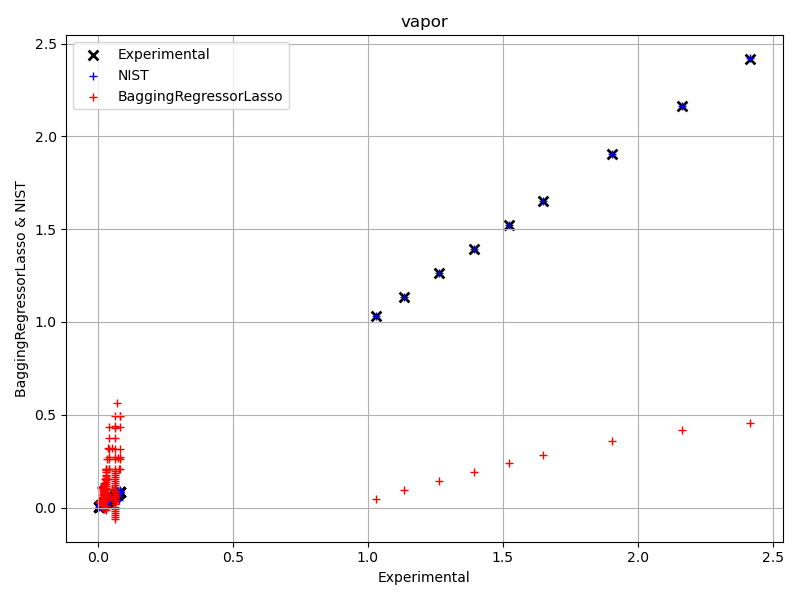 vapor
Experimental
NIST
BaggingRegressorLasso
2.5
2.0
1.5
1.0
0.5
0.0
BaggingRegressorLasso & NIST
0.0 0.5 1.0 1.5 2.0 2.5
Experimental